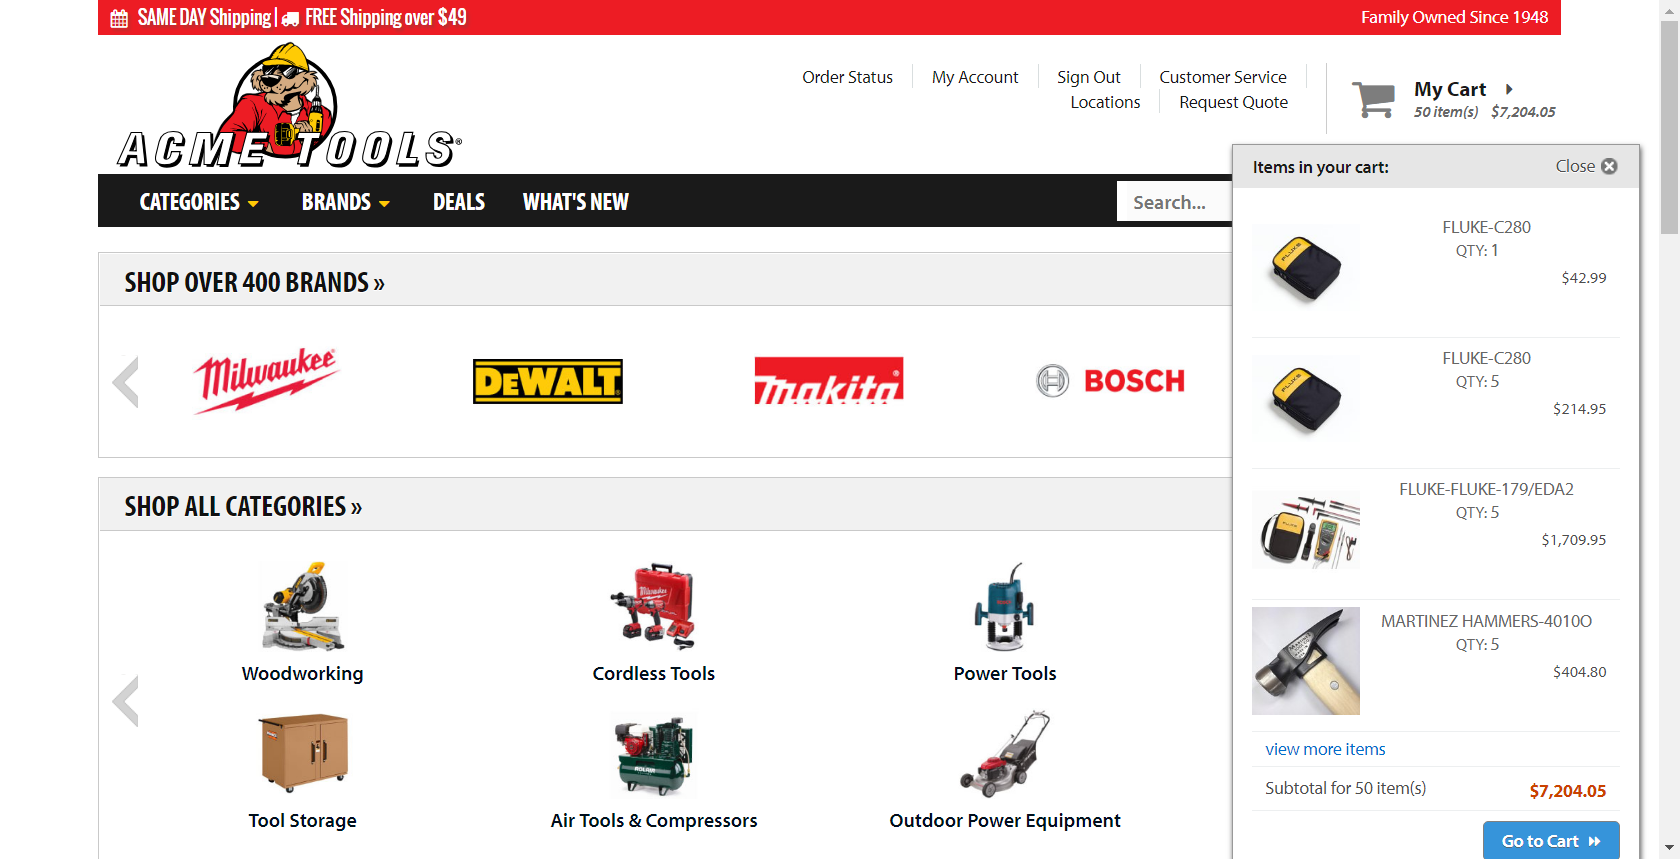 SAME DAY Shipping | FREE Shipping over $49
Family Owned Since 1948
ACME TOOLS®
Order Status
My Account
Sign Out
Customer Service
Locations
Request Quote
My Cart
50 item(s) $7,204.05
CATEGORIES
BRANDS
DEALS
WHAT'S NEW
Search...
Items in your cart:
Close
FLUKE-C280
QTY: 1
$42.99
FLUKE-C280
QTY: 5
$214.95
FLUKE-FLUKE-179/EDA2
QTY: 5
$1,709.95
MARTINEZ HAMMERS-4010O
QTY: 5
$404.80
view more items
Subtotal for 50 item(s)
$7,204.05
Go to Cart »
SHOP OVER 400 BRANDS »
Milwaukee®
DEWALT
makita®
BOSCH
SHOP ALL CATEGORIES »
Woodworking
Cordless Tools
Power Tools
Tool Storage
Air Tools & Compressors
Outdoor Power Equipment